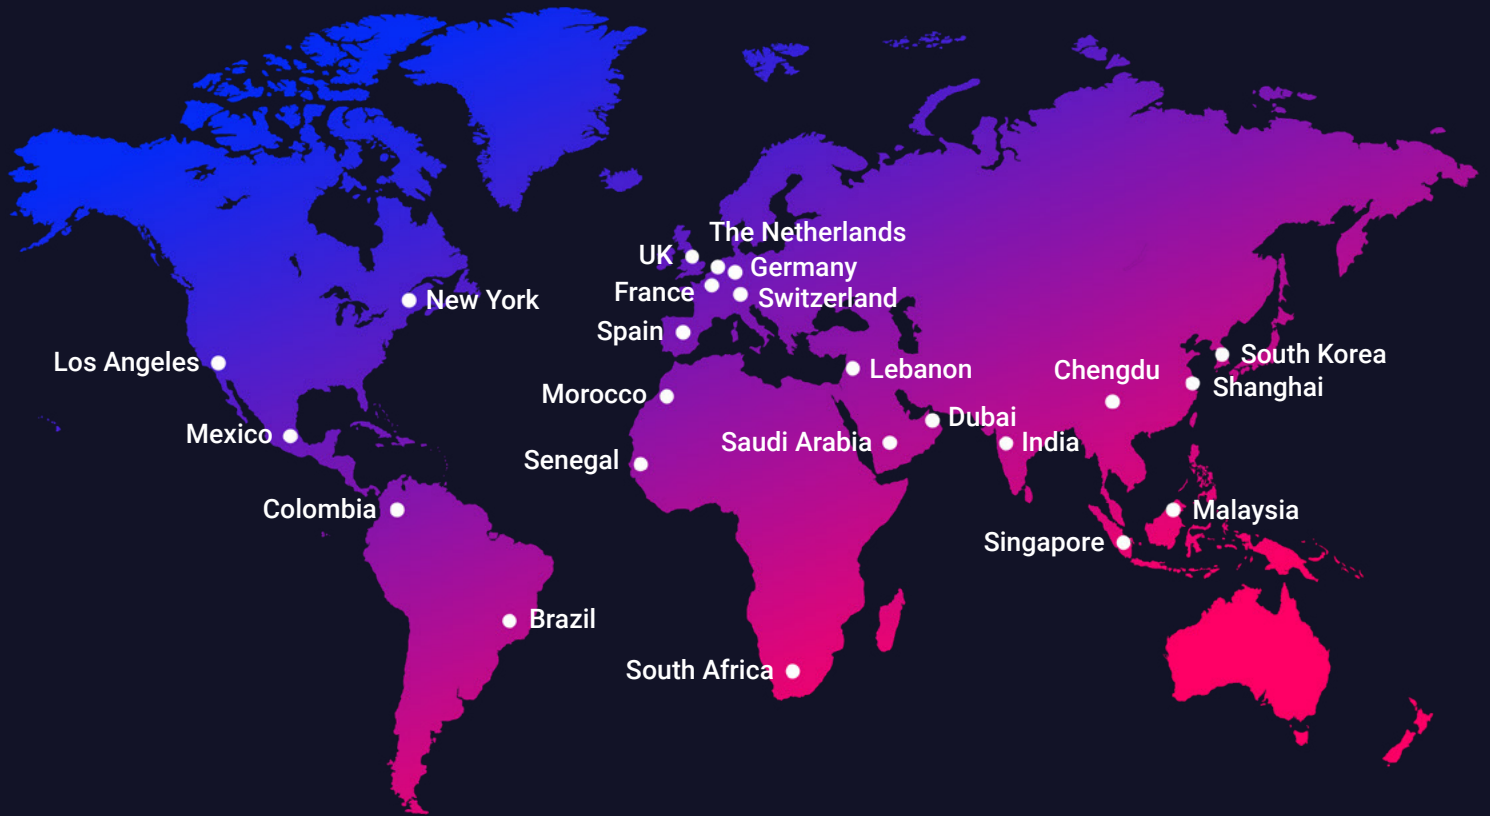 The Netherlands
UK
Germany
France
Switzerland
New York
Spain
Los Angeles
Lebanon
Chengdu
South Korea
Shanghai
Morocco
Dubai
Mexico
Saudi Arabia
India
Senegal
Colombia
Malaysia
Singapore
Brazil
South Africa